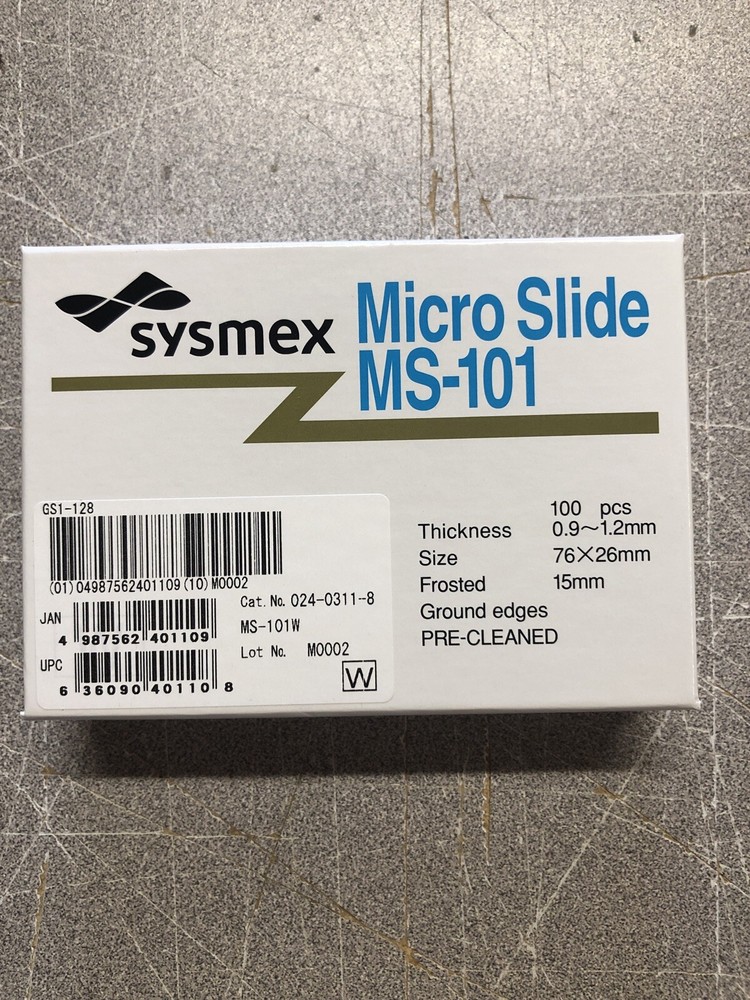 sysmex
Micro Slide
MS-101
GS1-128
(01)04987562401109(10)M0002
JAN
4 987562 401109
UPC
6 36090 40110 8
Cat. No. 024-0311-8
MS-101W
Lot No. M0002
W
100 pcs
Thickness 0.9～1.2mm
Size 76×26mm
Frosted 15mm
Ground edges
PRE-CLEANED